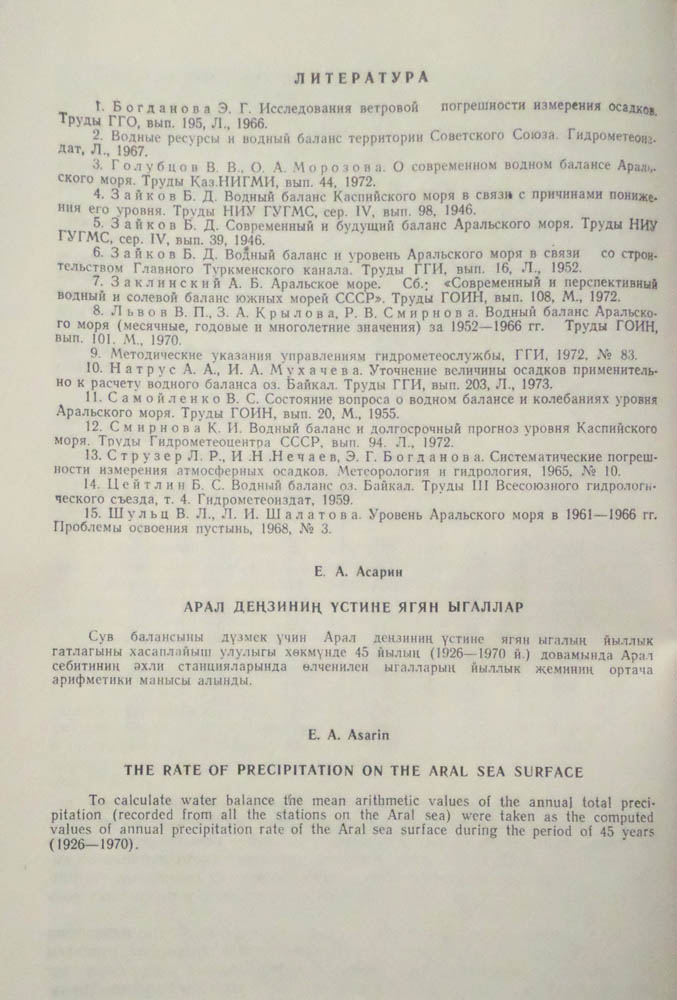 ЛИТЕРАТУРА
1. Богданова Э. Г. Исследования ветровой погрешности измерения осадков.
Труды ГГО, вып. 195, Л., 1966.
2. Водные ресурсы и водный баланс территории Советского Союза. Гидрометеоиз-
дат, Л., 1967.
3. Голубцов В. В., О. А. Морозова. О современном водном балансе Араль-
ского моря. Труды Каз.НИГМИ, вып. 44, 1972.
4. Зайков Б. Д. Водный баланс Каспийского моря в связи с причинами пониже-
ния его уровня. Труды НИУ ГУГМС, сер. IV, вып. 98, 1946.
5. Зайков Б. Д. Современный и будущий баланс Аральского моря. Труды НИУ
ГУГМС, сер. IV, вып. 39, 1946.
6. Зайков Б. Д. Водный баланс и уровень Аральского моря в связи со строи-
тельством Главного Туркменского канала. Труды ГГИ, вып. 16, Л., 1952.
7. Заклинский А. Б. Аральское море. Сб.: «Современный и перспективный
водный и солевой баланс южных морей СССР». Труды ГОИН, вып. 108, М., 1972.
8. Львов В. П., З. А. Крылова, Р. В. Смирнова. Водный баланс Аральско-
го моря (месячные, годовые и многолетние значения) за 1952—1966 гг. Труды ГОИН,
вып. 101. М., 1970.
9. Методические указания управлениям гидрометеослужбы, ГГИ, 1972, № 83.
10. Натрус А. А., И. А. Мухачева. Уточнение величины осадков применитель-
но к расчету водного баланса оз. Байкал. Труды ГГИ, вып. 203, Л., 1973.
11. Самойленко В. С. Состояние вопроса о водном балансе и колебаниях уровня
Аральского моря. Труды ГОИН, вып. 20, М., 1955.
12. Смирнова К. И. Водный баланс и долгосрочный прогноз уровня Каспийского
моря. Труды Гидрометеоцентра СССР, вып. 94. Л., 1972.
13. Струзер Л. Р., И .Н .Нечаев, Э. Г. Богданова. Систематические погреш-
ности измерения атмосферных осадков. Метеорология и гидрология, 1965, № 10.
14. Цейтлин Б. С. Водный баланс оз. Байкал. Труды III Всесоюзного гидрологи-
ческого съезда, т. 4. Гидрометеоиздат, 1959.
15. Шульц В. Л., Л. И. Шалатова. Уровень Аральского моря в 1961—1966 гг.
Проблемы освоения пустынь, 1968, № 3.
Е. А. Асарин
АРАЛ ДЕҢЗИНИҢ ҮСТИНЕ ЯГЯН ЫГАЛЛАР
Сув балансыны дүзмек үчин Арал деңзиниң үстине ягян ыгалың йыллык
гатлагыны хасаплайыш улулыгы хөкмүнде 45 йылың (1926—1970 й.) довамында Арал
себитиниң әхли станцияларында өлченилен ыгалларың йыллык җеминиң ортача
арифметики манысы алынды.
E. A. Asarin
THE RATE OF PRECIPITATION ON THE ARAL SEA SURFACE
To calculate water balance the mean arithmetic values of the annual total preci-
pitation (recorded from all the stations on the Aral sea) were taken as the computed
values of annual precipitation rate of the Aral sea surface during the period of 45 years
(1926—1970).